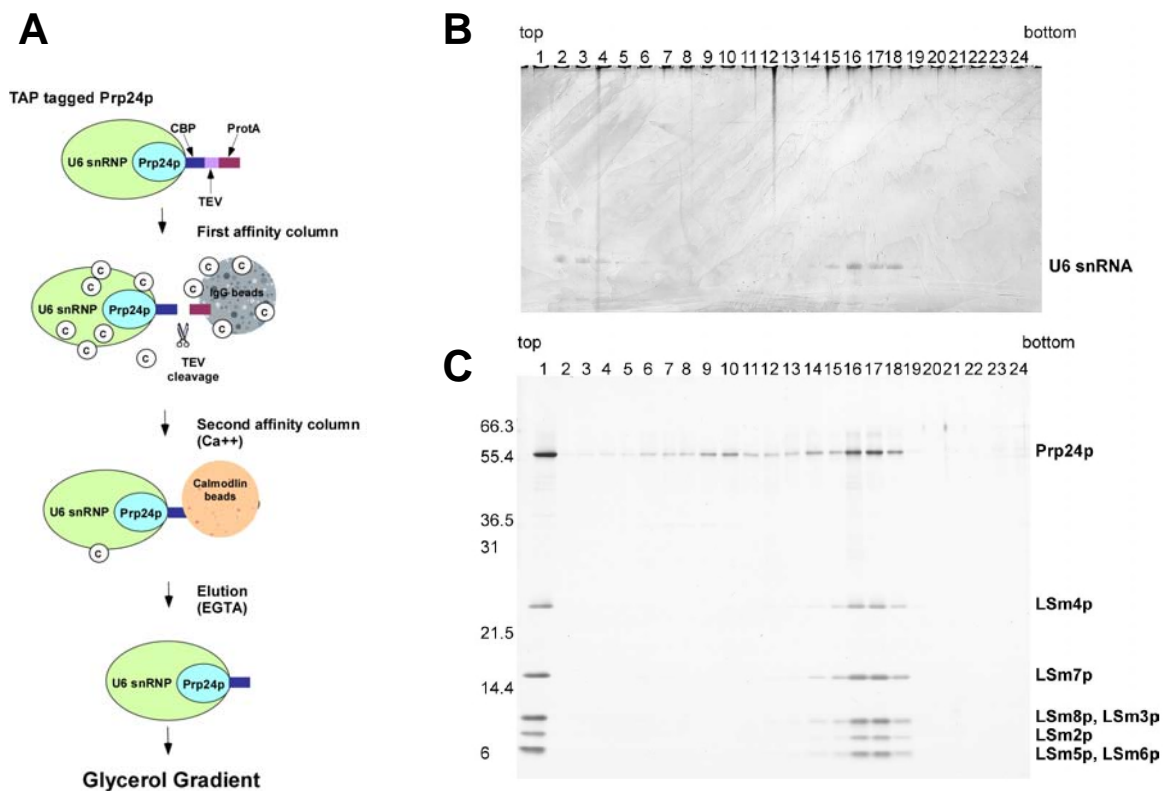 A
TAP tagged Prp24p
CBP
ProtA
U6 snRNP
Prp24p
TEV
First affinity column
C
C
C
C
C
C
IgG beads
U6 snRNP
Prp24p
C
C
C
C
C
C
TEV
cleavage
Second affinity column
(Ca++)
Calmodlin
beads
U6 snRNP
Prp24p
C
Elution
(EGTA)
U6 snRNP
Prp24p
Glycerol Gradient
B
top
bottom
1 2 3 4 5 6 7 8 9 10 11 12 13 14 15 16 17 18 19 20 21 22 23 24
U6 snRNA
C
top
bottom
1 2 3 4 5 6 7 8 9 10 11 12 13 14 15 16 17 18 19 20 21 22 23 24
66.3
Prp24p
55.4
36.5
31
LSm4p
21.5
LSm7p
14.4
LSm8p, LSm3p
LSm2p
6
LSm5p, LSm6p